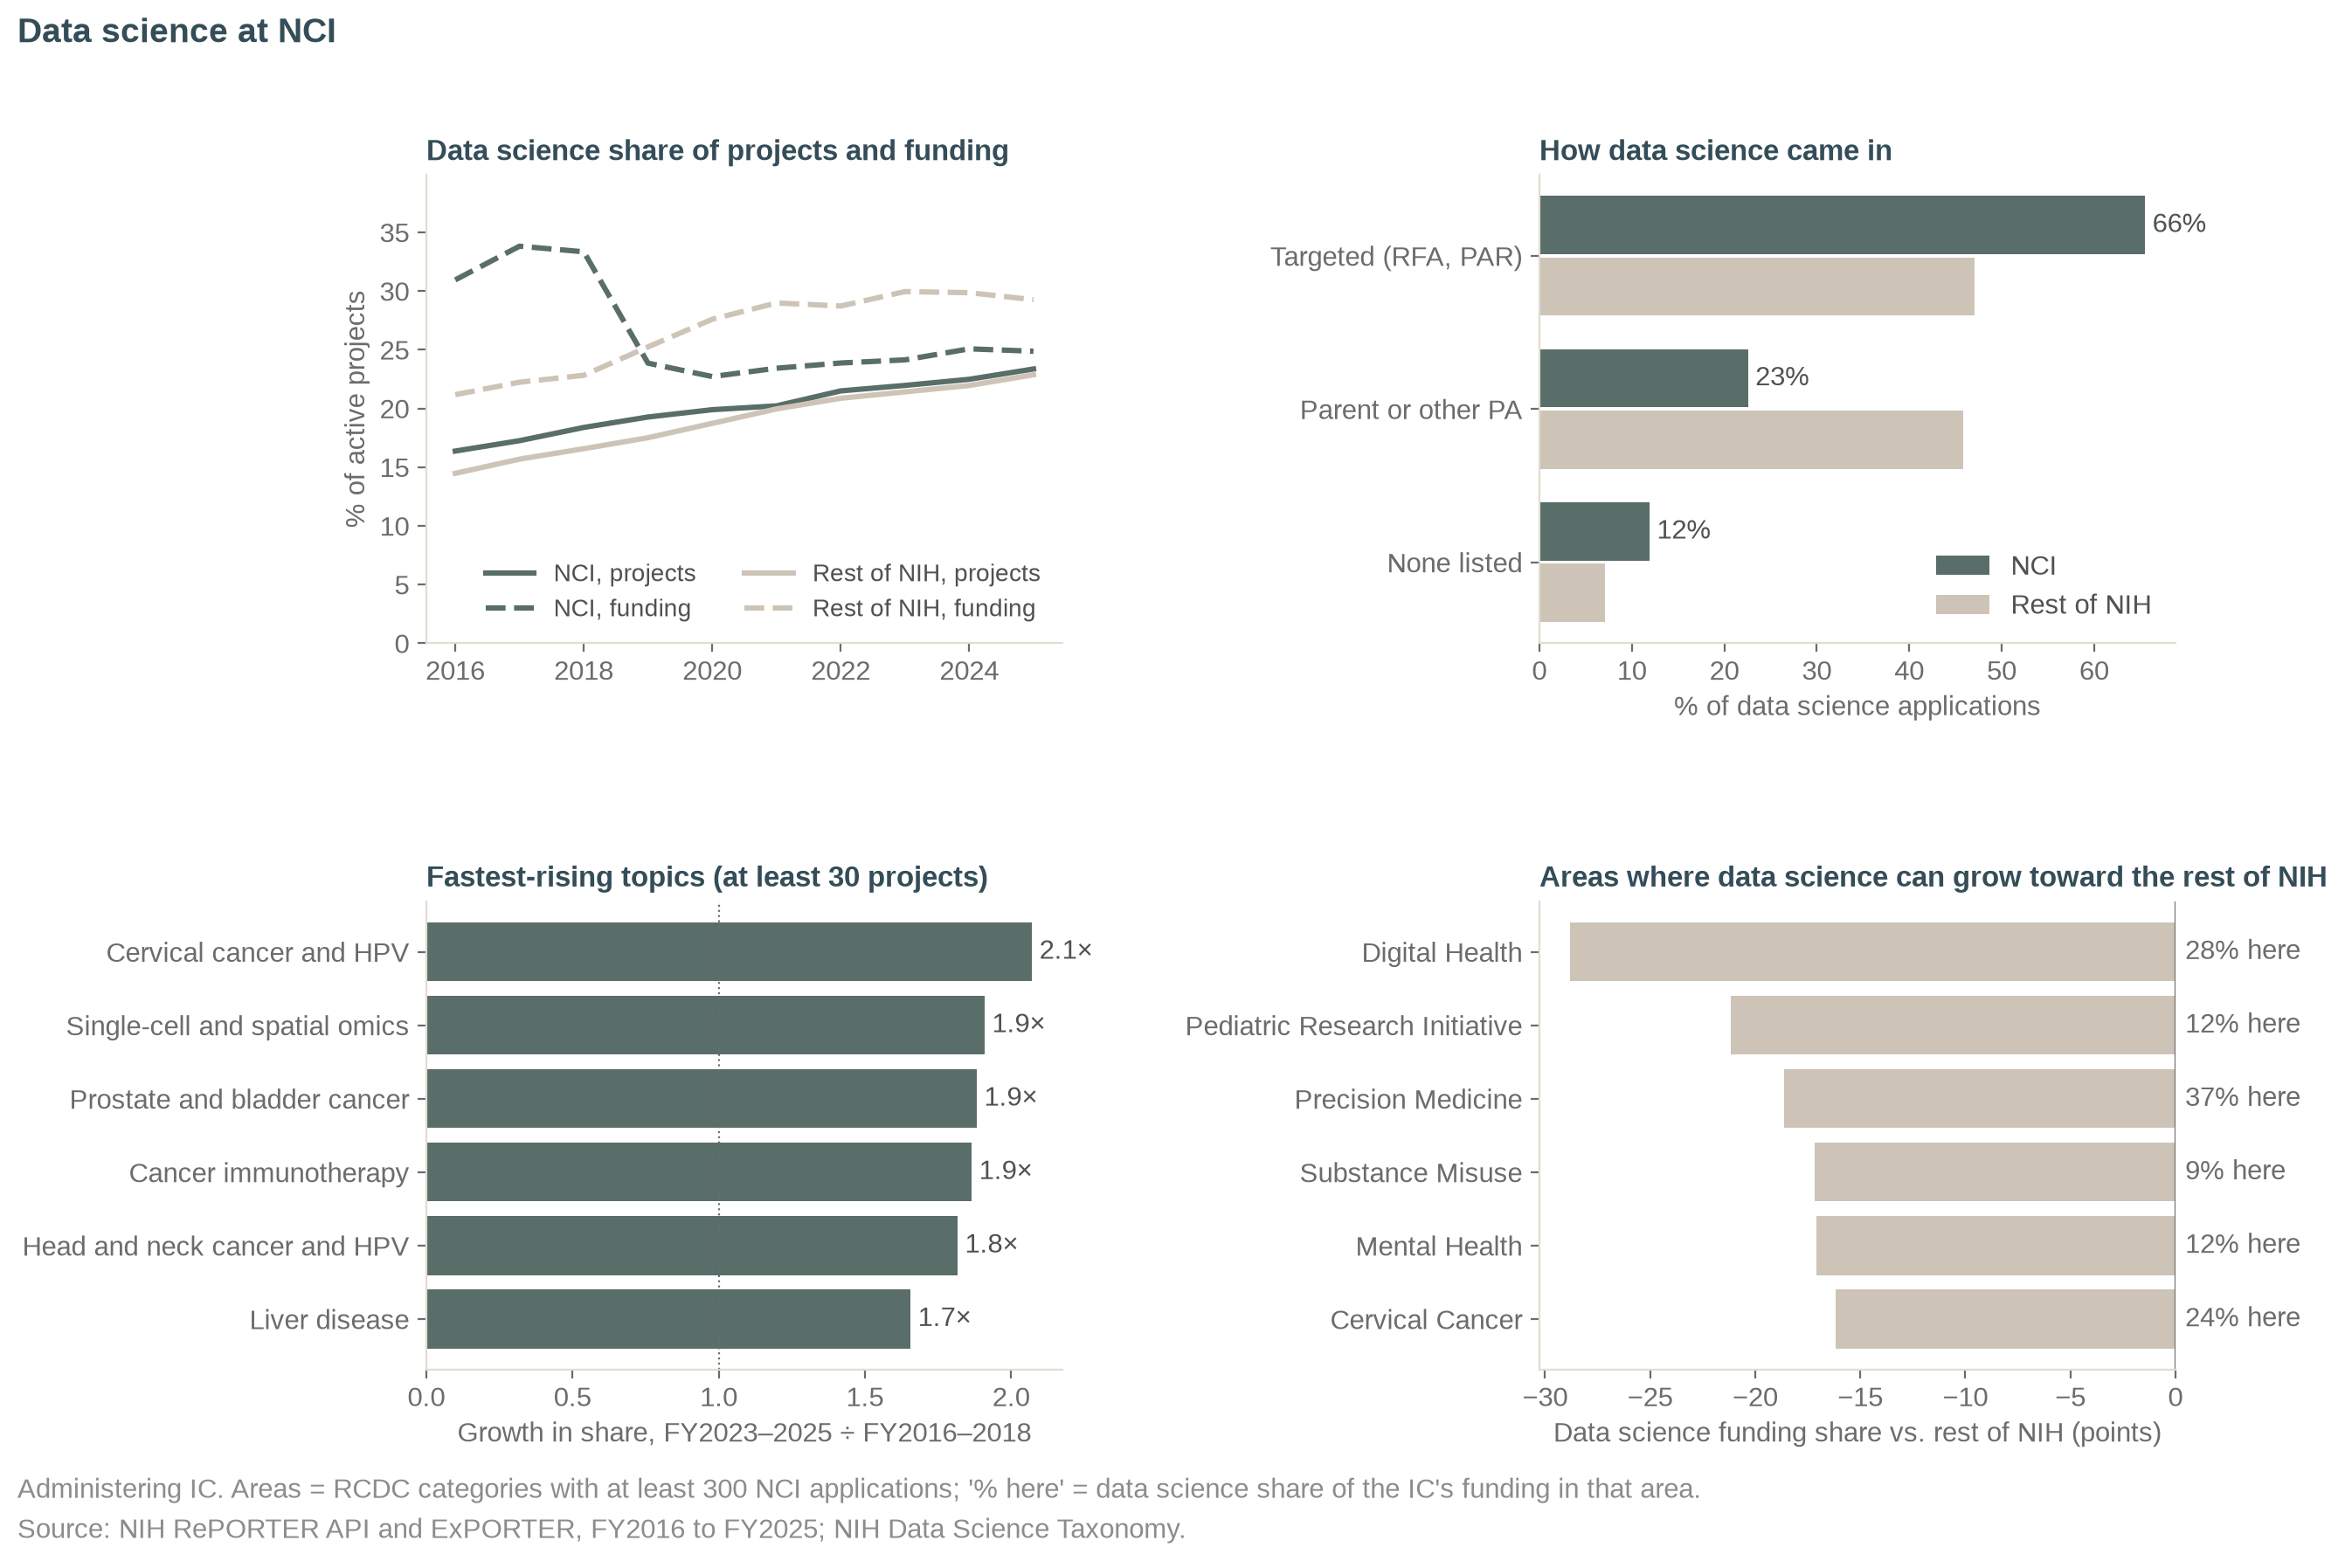 Data science at NCI
Data science share of projects and funding
% of active projects
35
30
25
20
15
10
5
0
NCI, projects
Rest of NIH, projects
NCI, funding
Rest of NIH, funding
2016
2018
2020
2022
2024
How data science came in
Targeted (RFA, PAR)
66%
Parent or other PA
23%
None listed
12%
NCI
Rest of NIH
0
10
20
30
40
50
60
% of data science applications
Fastest-rising topics (at least 30 projects)
Cervical cancer and HPV
2.1×
Single-cell and spatial omics
1.9×
Prostate and bladder cancer
1.9×
Cancer immunotherapy
1.9×
Head and neck cancer and HPV
1.8×
Liver disease
1.7×
0.0
0.5
1.0
1.5
2.0
Growth in share, FY2023–2025 ÷ FY2016–2018
Areas where data science can grow toward the rest of NIH
Digital Health
28% here
Pediatric Research Initiative
12% here
Precision Medicine
37% here
Substance Misuse
9% here
Mental Health
12% here
Cervical Cancer
24% here
−30
−25
−20
−15
−10
−5
0
Data science funding share vs. rest of NIH (points)
Administering IC. Areas = RCDC categories with at least 300 NCI applications; '% here' = data science share of the IC's funding in that area.
Source: NIH RePORTER API and ExPORTER, FY2016 to FY2025; NIH Data Science Taxonomy.